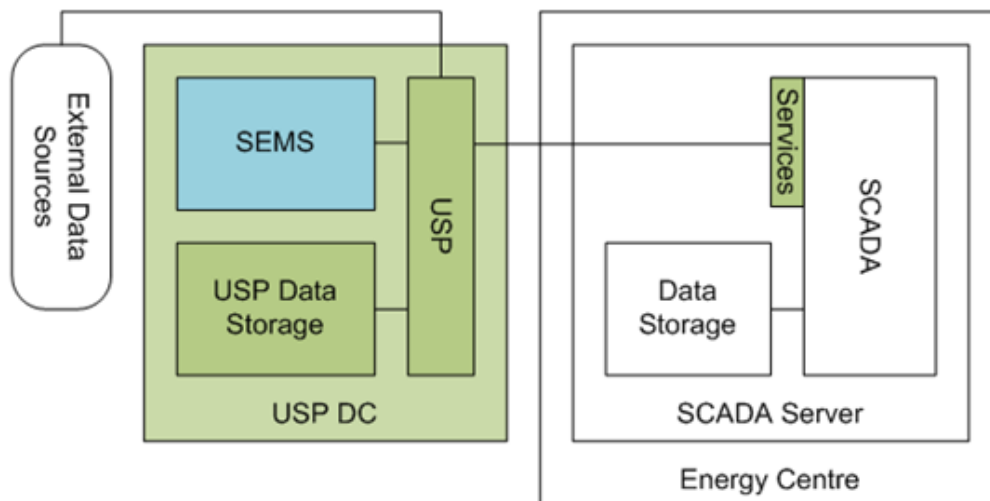 External Data
Sources
SEMS
USP
USP Data
Storage
USP DC
Services
SCADA
Data
Storage
SCADA Server
Energy Centre